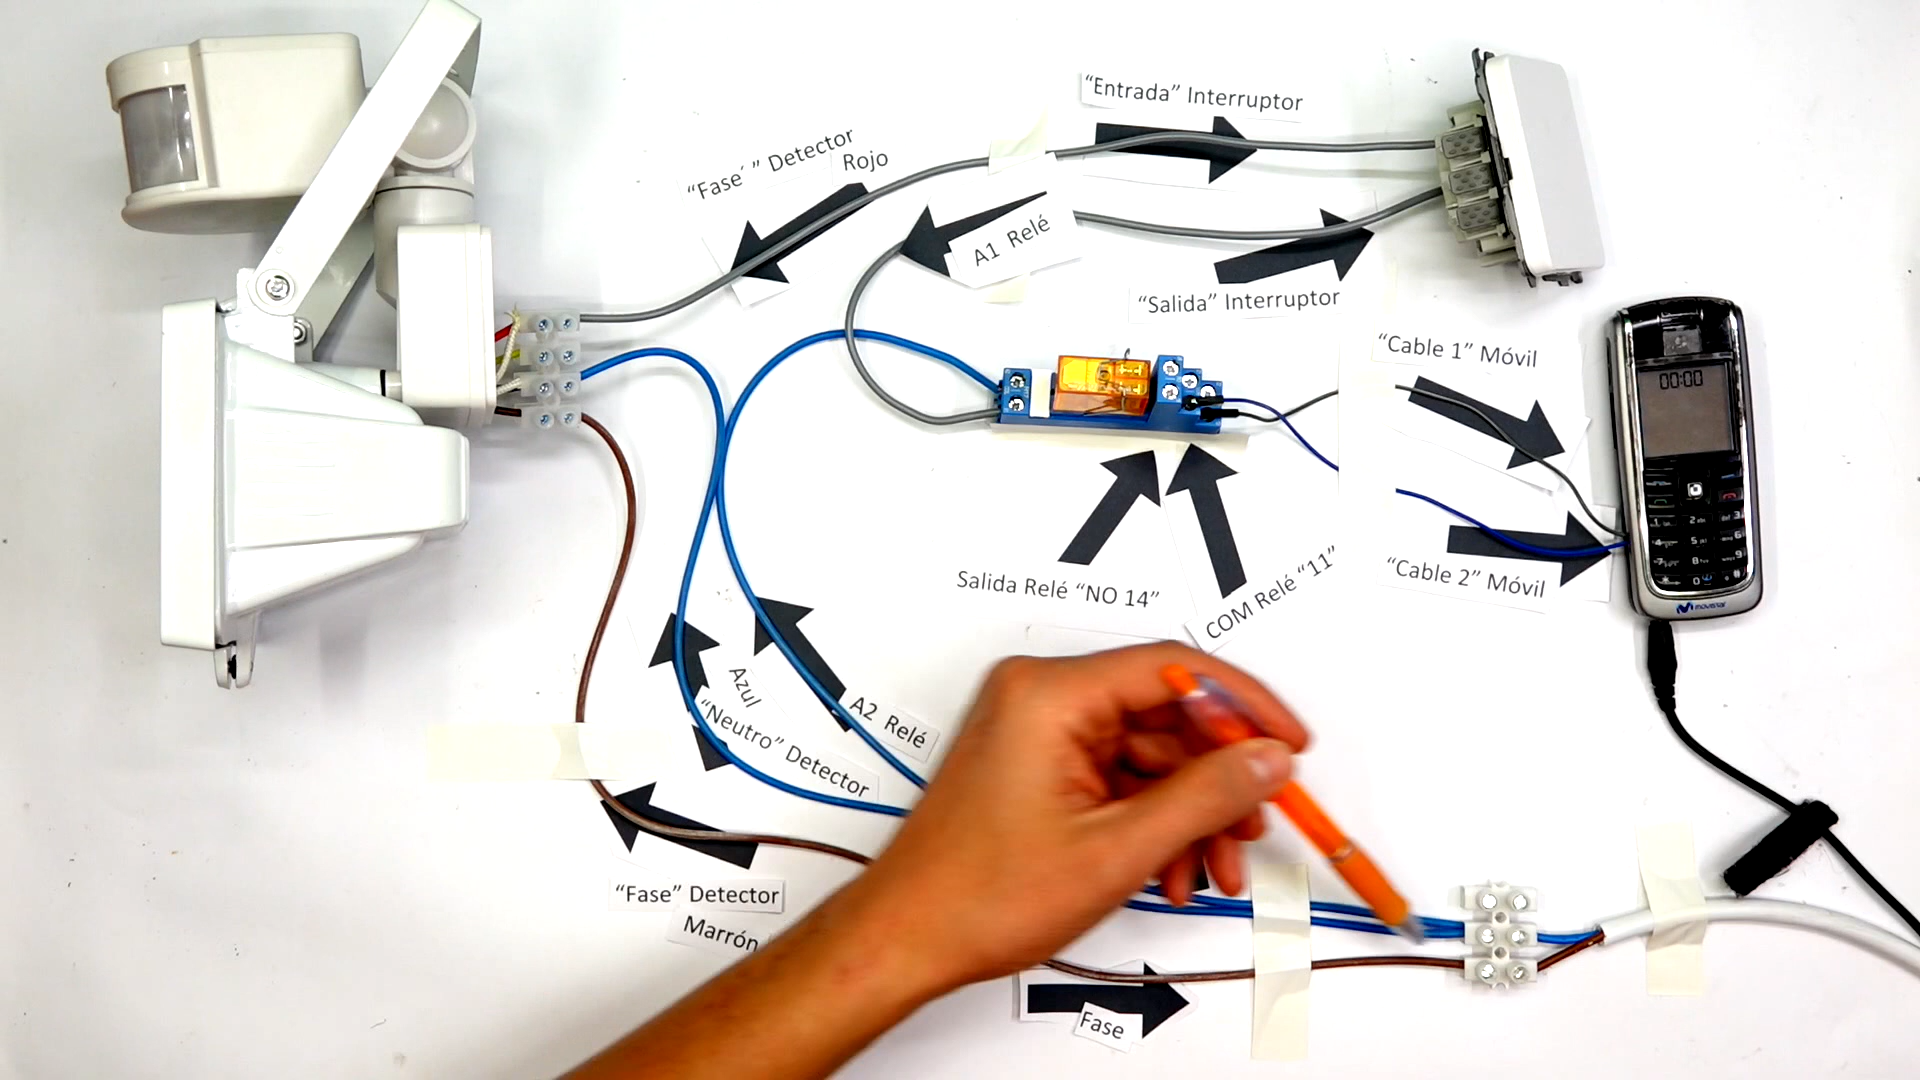 “Entrada” Interruptor
“Fase´” Detector
Rojo
A1 Relé
“Salida” Interruptor
“Cable 1” Móvil
00:00
“Cable 2” Móvil
movistar
Salida Relé “NO 14”
COM Relé “11”
Azul
“Neutro” Detector
A2 Relé
“Fase” Detector
Marrón
Fase